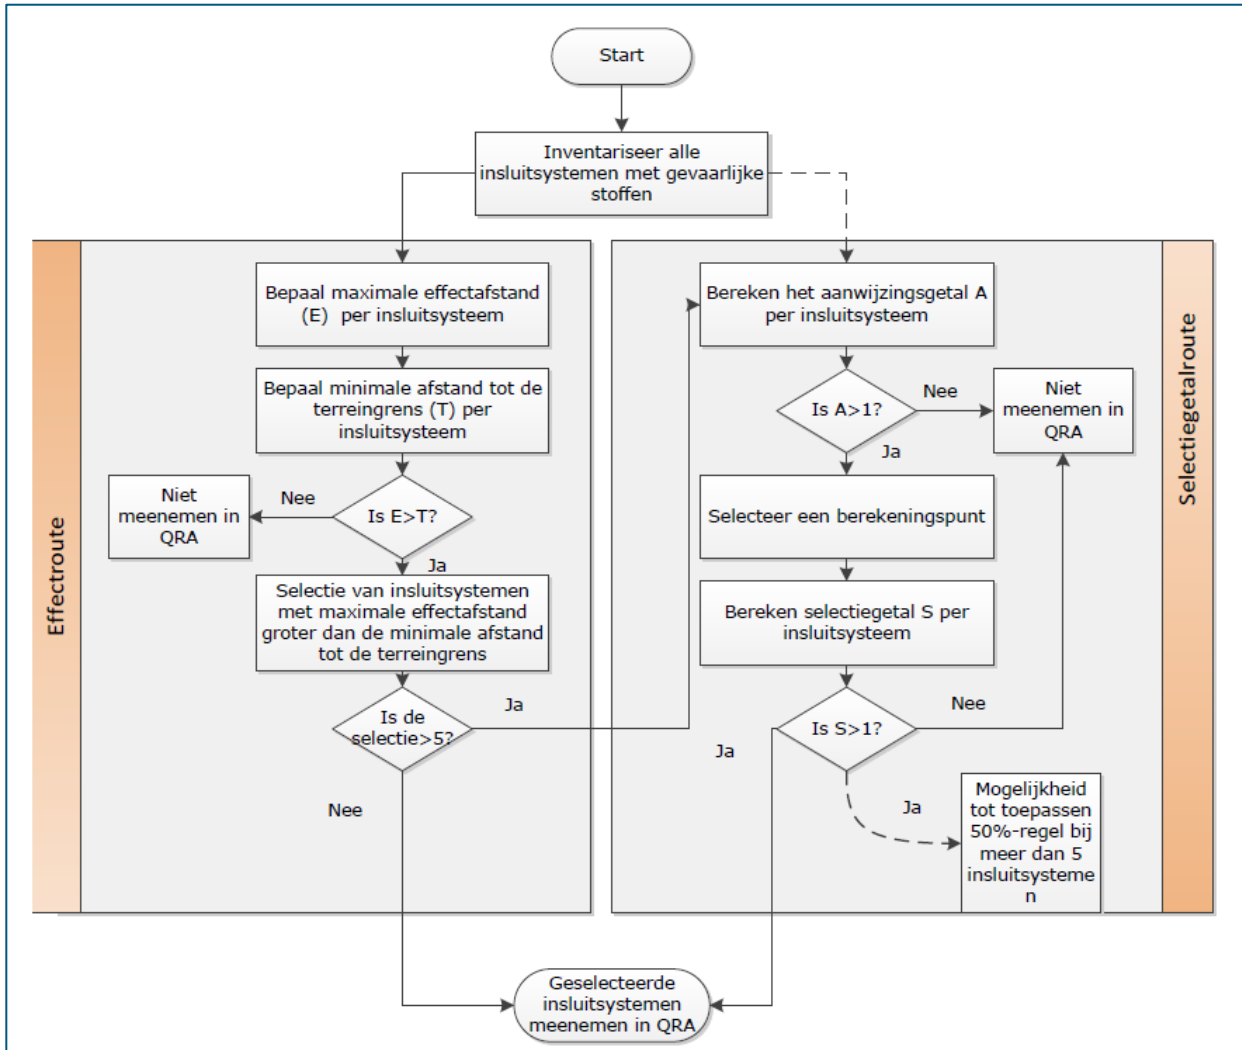 Start
Inventariseer alle
insluitsystemen met gevaarlijke
stoffen
Effectroute
Bepaal maximale effectafstand
(E) per insluitsysteem
Bepaal minimale afstand tot de
terreingrens (T) per
insluitsysteem
Is E>T?
Nee
Niet
meenemen in
QRA
Ja
Selectie van insluitsystemen
met maximale effectafstand
groter dan de minimale afstand
tot de terreingrens
Is de
selectie>5?
Ja
Nee
Selectiegetalroute
Bereken het aanwijzingsgetal A
per insluitsysteem
Is A>1?
Nee
Niet
meenemen in
QRA
Ja
Selecteer een berekeningspunt
Bereken selectiegetal S per
insluitsysteem
Is S>1?
Nee
Ja
Ja
Mogelijkheid
tot toepassen
50%-regel bij
meer dan 5
insluitsysteme
n
Geselecteerde
insluitsystemen
meenemen in QRA